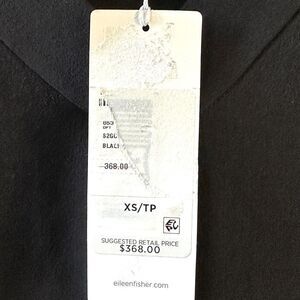 BLACK
368.00
XS/TP
SUGGESTED RETAIL PRICE
$368.00
eileenfisher.com